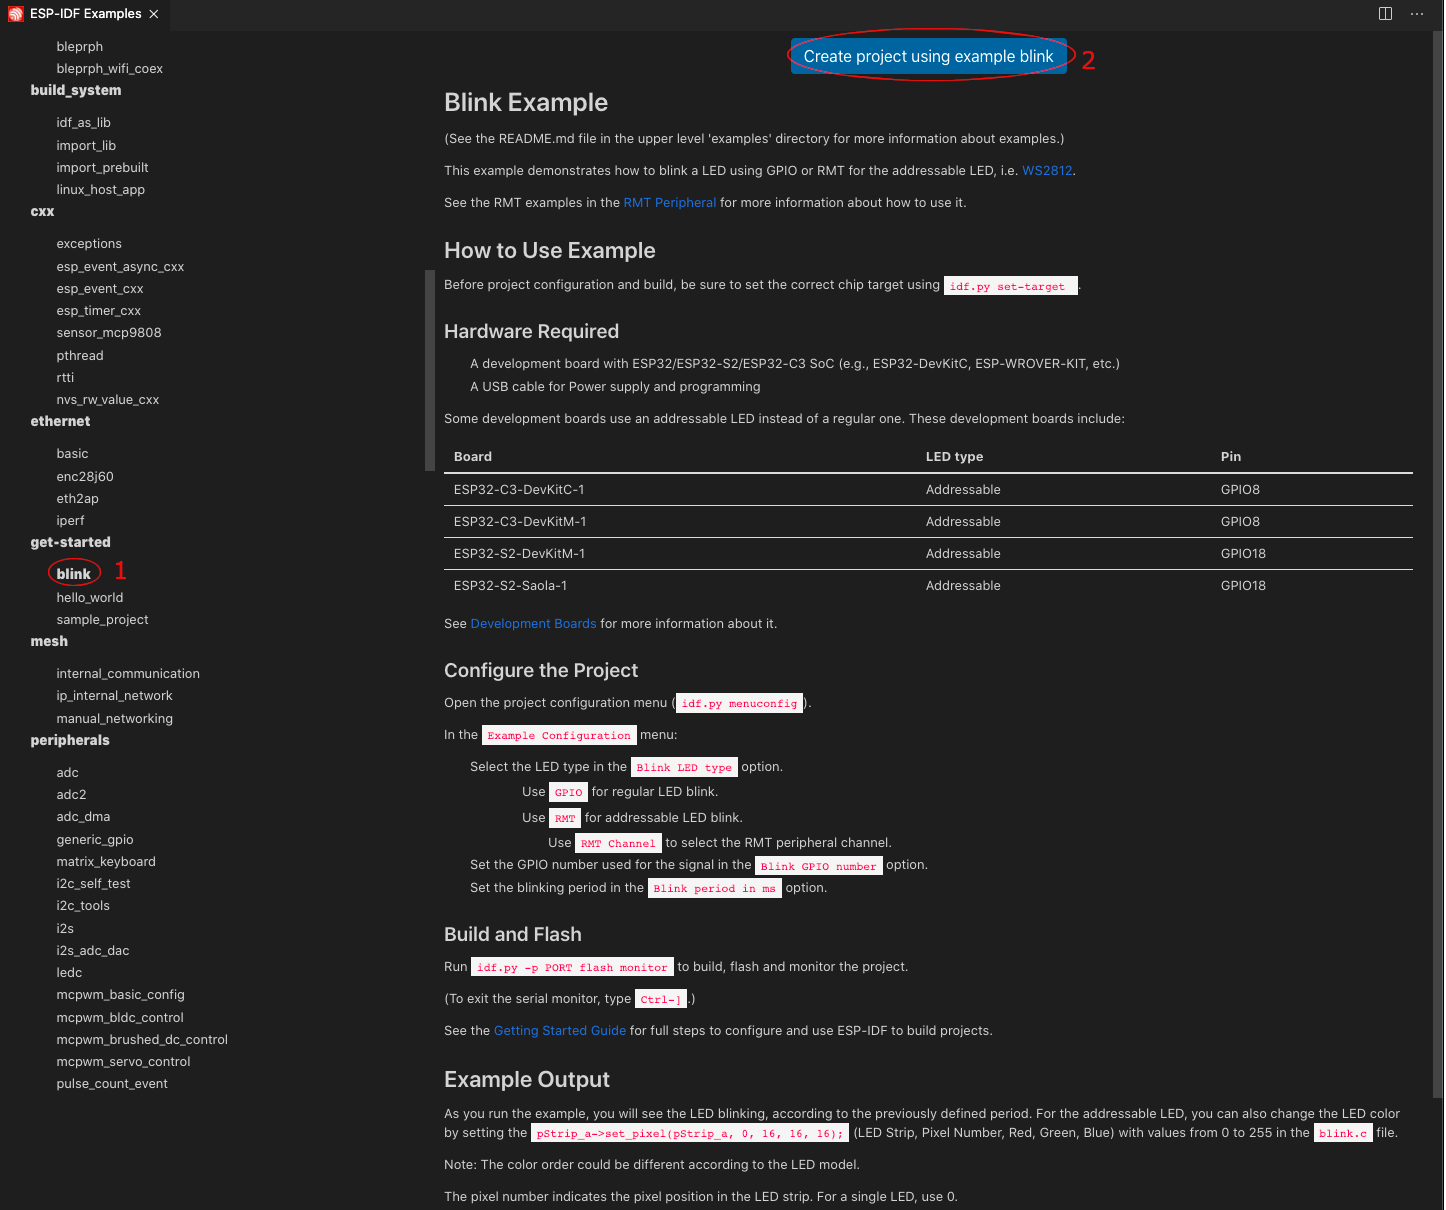 ESP-IDF Examples
bleprph
bleprph_wifi_coex
build_system
idf_as_lib
import_lib
import_prebuilt
linux_host_app
cxx
exceptions
esp_event_async_cxx
esp_event_cxx
esp_timer_cxx
sensor_mcp9808
pthread
rtti
nvs_rw_value_cxx
ethernet
basic
enc28j60
eth2ap
iperf
get-started
blink 1
hello_world
sample_project
mesh
internal_communication
ip_internal_network
manual_networking
peripherals
adc
adc2
adc_dma
generic_gpio
matrix_keyboard
i2c_self_test
i2c_tools
i2s
i2s_adc_dac
ledc
mcpwm_basic_config
mcpwm_bldc_control
mcpwm_brushed_dc_control
mcpwm_servo_control
pulse_count_event
Create project using example blink 2
Blink Example
(See the README.md file in the upper level 'examples' directory for more information about examples.)
This example demonstrates how to blink a LED using GPIO or RMT for the addressable LED, i.e. WS2812.
See the RMT examples in the RMT Peripheral for more information about how to use it.
How to Use Example
Before project configuration and build, be sure to set the correct chip target using idf.py set-target .
Hardware Required
A development board with ESP32/ESP32-S2/ESP32-C3 SoC (e.g., ESP32-DevKitC, ESP-WROVER-KIT, etc.)
A USB cable for Power supply and programming
Some development boards use an addressable LED instead of a regular one. These development boards include:
Board LED type Pin
ESP32-C3-DevKitC-1 Addressable GPIO8
ESP32-C3-DevKitM-1 Addressable GPIO8
ESP32-S2-DevKitM-1 Addressable GPIO18
ESP32-S2-Saola-1 Addressable GPIO18
See Development Boards for more information about it.
Configure the Project
Open the project configuration menu ( idf.py menuconfig ).
In the Example Configuration menu:
Select the LED type in the Blink LED type option.
Use GPIO for regular LED blink.
Use RMT for addressable LED blink.
Use RMT Channel to select the RMT peripheral channel.
Set the GPIO number used for the signal in the Blink GPIO number option.
Set the blinking period in the Blink period in ms option.
Build and Flash
Run idf.py -p PORT flash monitor to build, flash and monitor the project.
(To exit the serial monitor, type Ctrl-] .)
See the Getting Started Guide for full steps to configure and use ESP-IDF to build projects.
Example Output
As you run the example, you will see the LED blinking, according to the previously defined period. For the addressable LED, you can also change the LED color
by setting the pStrip_a->set_pixel(pStrip_a, 0, 16, 16, 16); (LED Strip, Pixel Number, Red, Green, Blue) with values from 0 to 255 in the blink.c file.
Note: The color order could be different according to the LED model.
The pixel number indicates the pixel position in the LED strip. For a single LED, use 0.